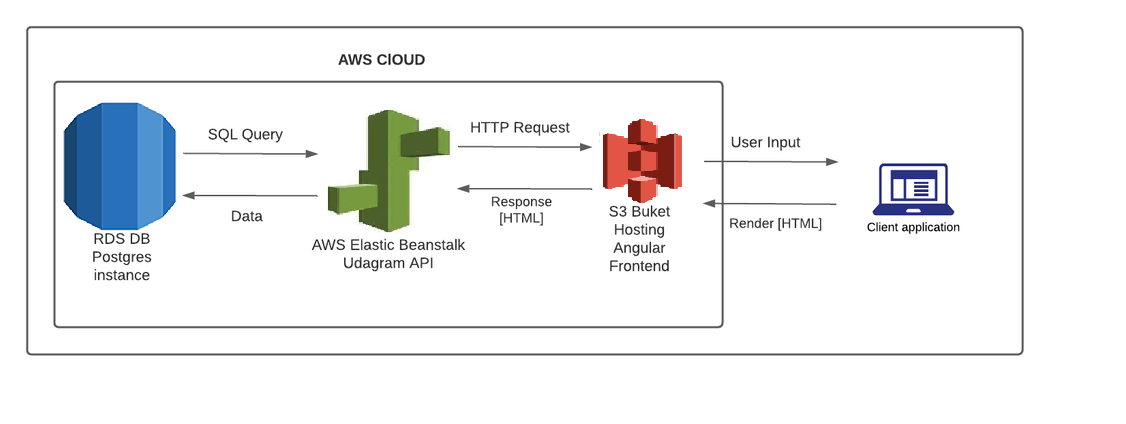 AWS ClOUD
SQL Query
Data
RDS DB
Postgres
instance
HTTP Request
Response
[HTML]
AWS Elastic Beanstalk
Udagram API
S3 Buket
Hosting
Angular
Frontend
User Input
Render [HTML]
Client application